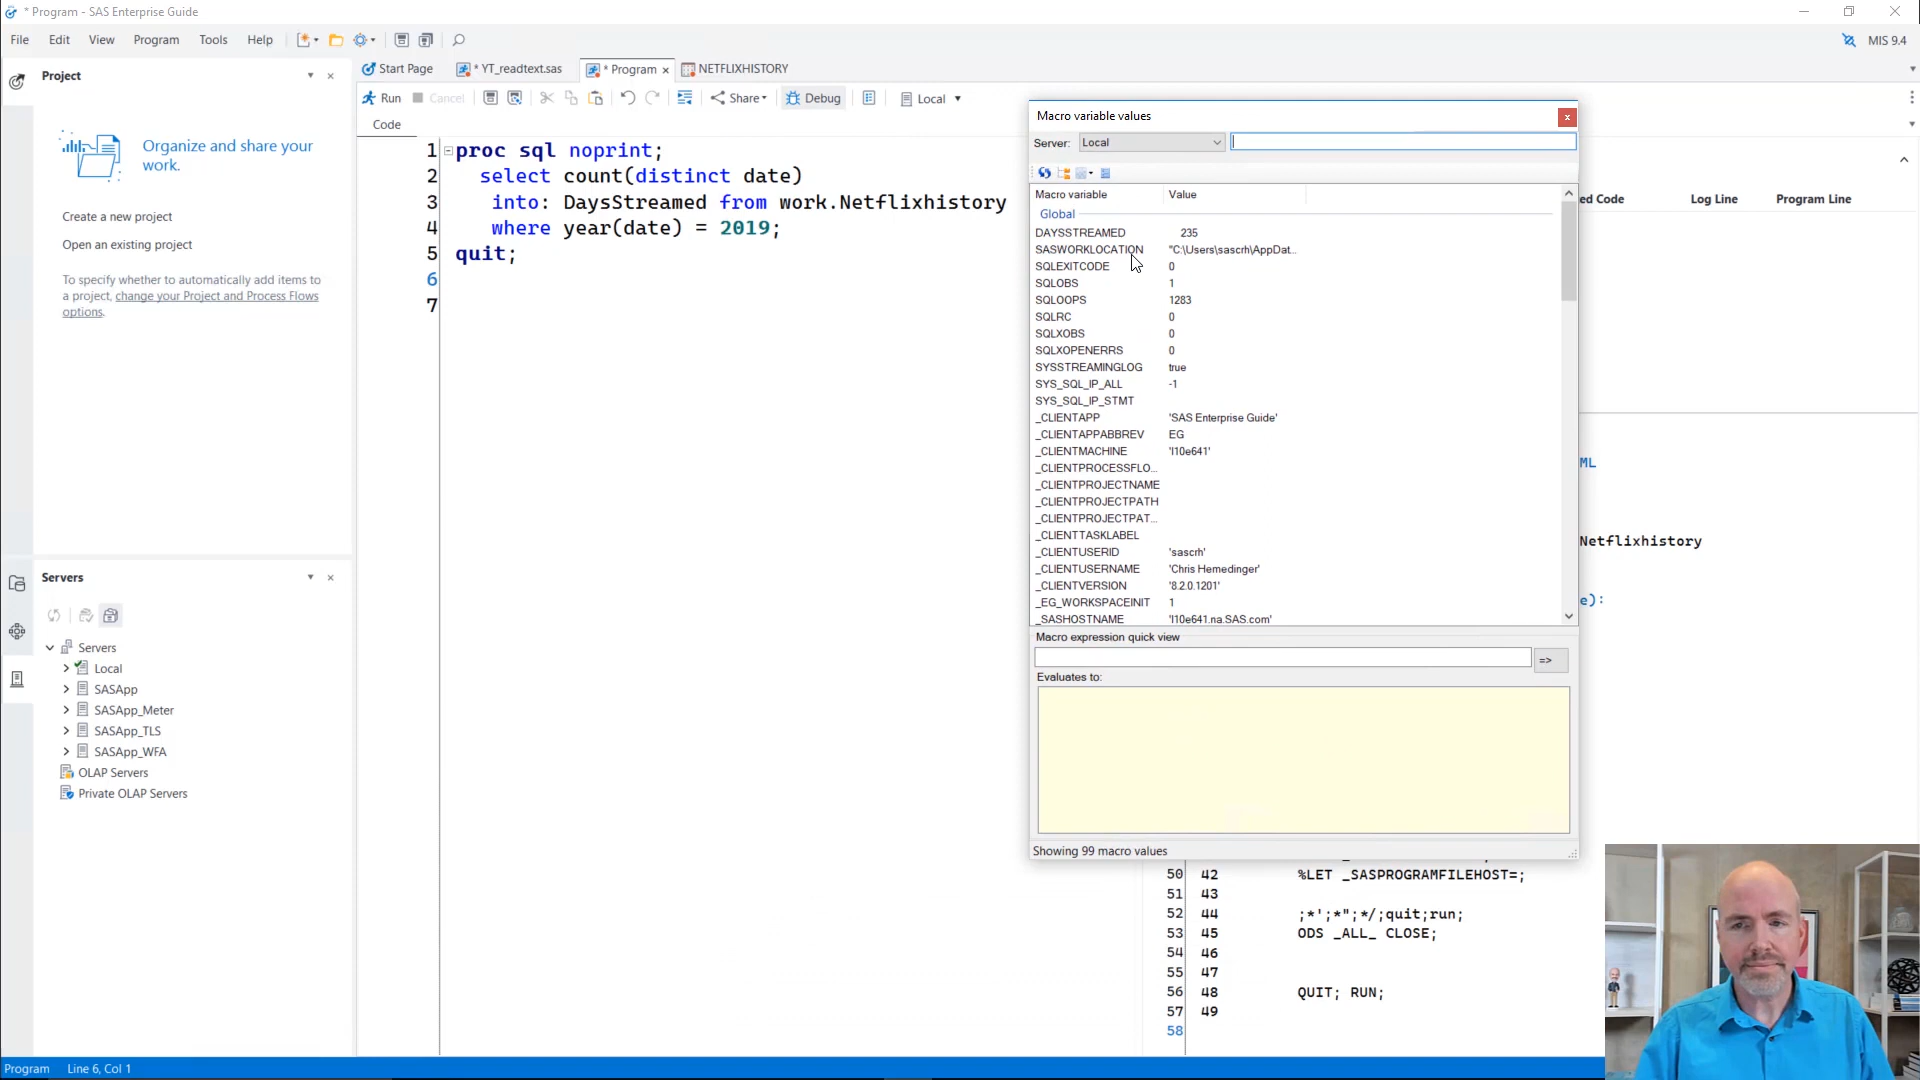 * Program - SAS Enterprise Guide
File Edit View Program Tools Help
MIS 9.4
Project
Organize and share your
work.
Create a new project
Open an existing project
To specify whether to automatically add items to
a project, change your Project and Process Flows
options.
Servers
Servers
Local
SASApp
SASApp_Meter
SASApp_TLS
SASApp_WFA
OLAP Servers
Private OLAP Servers
Start Page * YT_readtext.sas * Program NETFLIXHISTORY
Run Cancel Share Debug Local
Code
1 proc sql noprint;
2 select count(distinct date)
3 into: DaysStreamed from work.Netflixhistory
4 where year(date) = 2019;
5 quit;
6
7
Macro variable values
Server: Local
Macro variable Value
Global
DAYSSTREAMED 235
SASWORKLOCATION "C:\Users\sascrh\AppDat...
SQLEXITCODE 0
SQLOBS 1
SQLOOPS 1283
SQLRC 0
SQLXOBS 0
SQLXOPENERRS 0
SYSSTREAMINGLOG true
SYS_SQL_IP_ALL -1
SYS_SQL_IP_STMT
_CLIENTAPP 'SAS Enterprise Guide'
_CLIENTAPPABBREV EG
_CLIENTMACHINE 'l10e641'
_CLIENTPROCESSFLO...
_CLIENTPROJECTNAME
_CLIENTPROJECTPATH
_CLIENTPROJECTPAT...
_CLIENTTASKLABEL
_CLIENTUSERID 'sascrh'
_CLIENTUSERNAME 'Chris Hemedinger'
_CLIENTVERSION '8.2.0.1201'
_EG_WORKSPACEINIT 1
_SASHOSTNAME 'l10e641.na.SAS.com'
Macro expression quick view
=>
Evaluates to:
Showing 99 macro values
ed Code Log Line Program Line
ML
Netflixhistory
e):
50 42 %LET _SASPROGRAMFILEHOST=;
51 43
52 44 ;*';*";*/;quit;run;
53 45 ODS _ALL_ CLOSE;
54 46
55 47
56 48 QUIT; RUN;
57 49
58
Program Line 6, Col 1